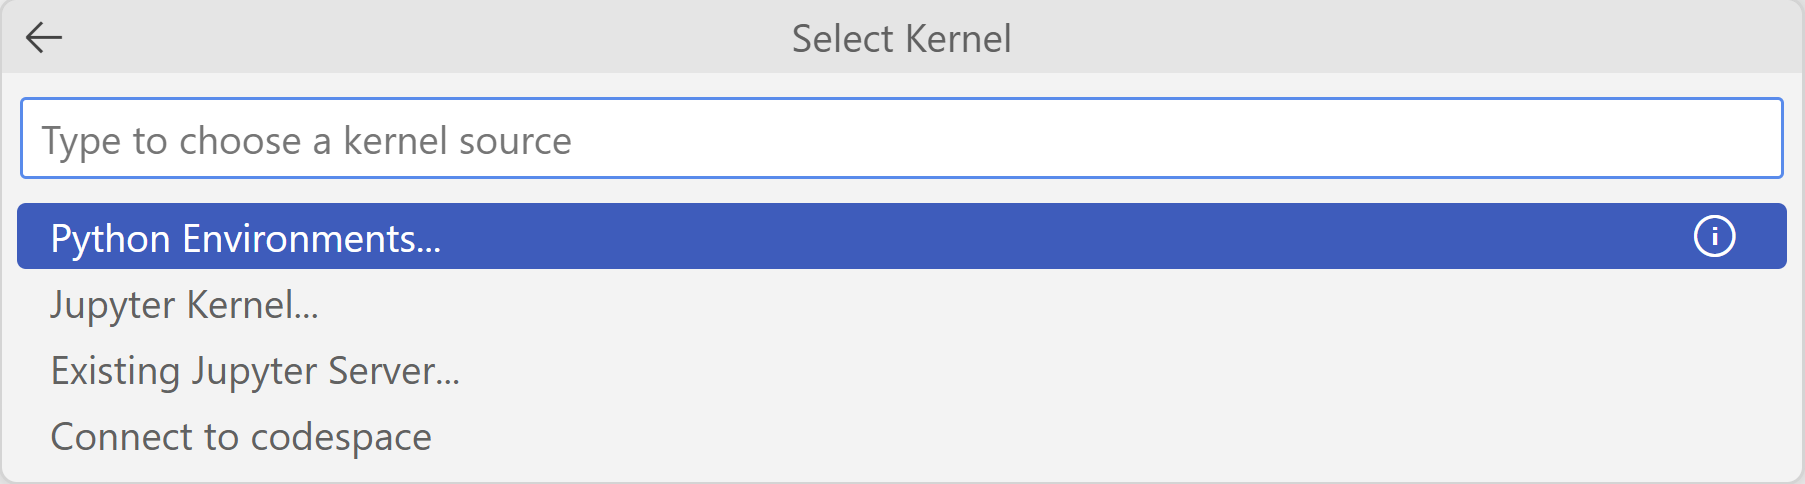 Select Kernel
Type to choose a kernel source
Python Environments...
Jupyter Kernel...
Existing Jupyter Server...
Connect to codespace